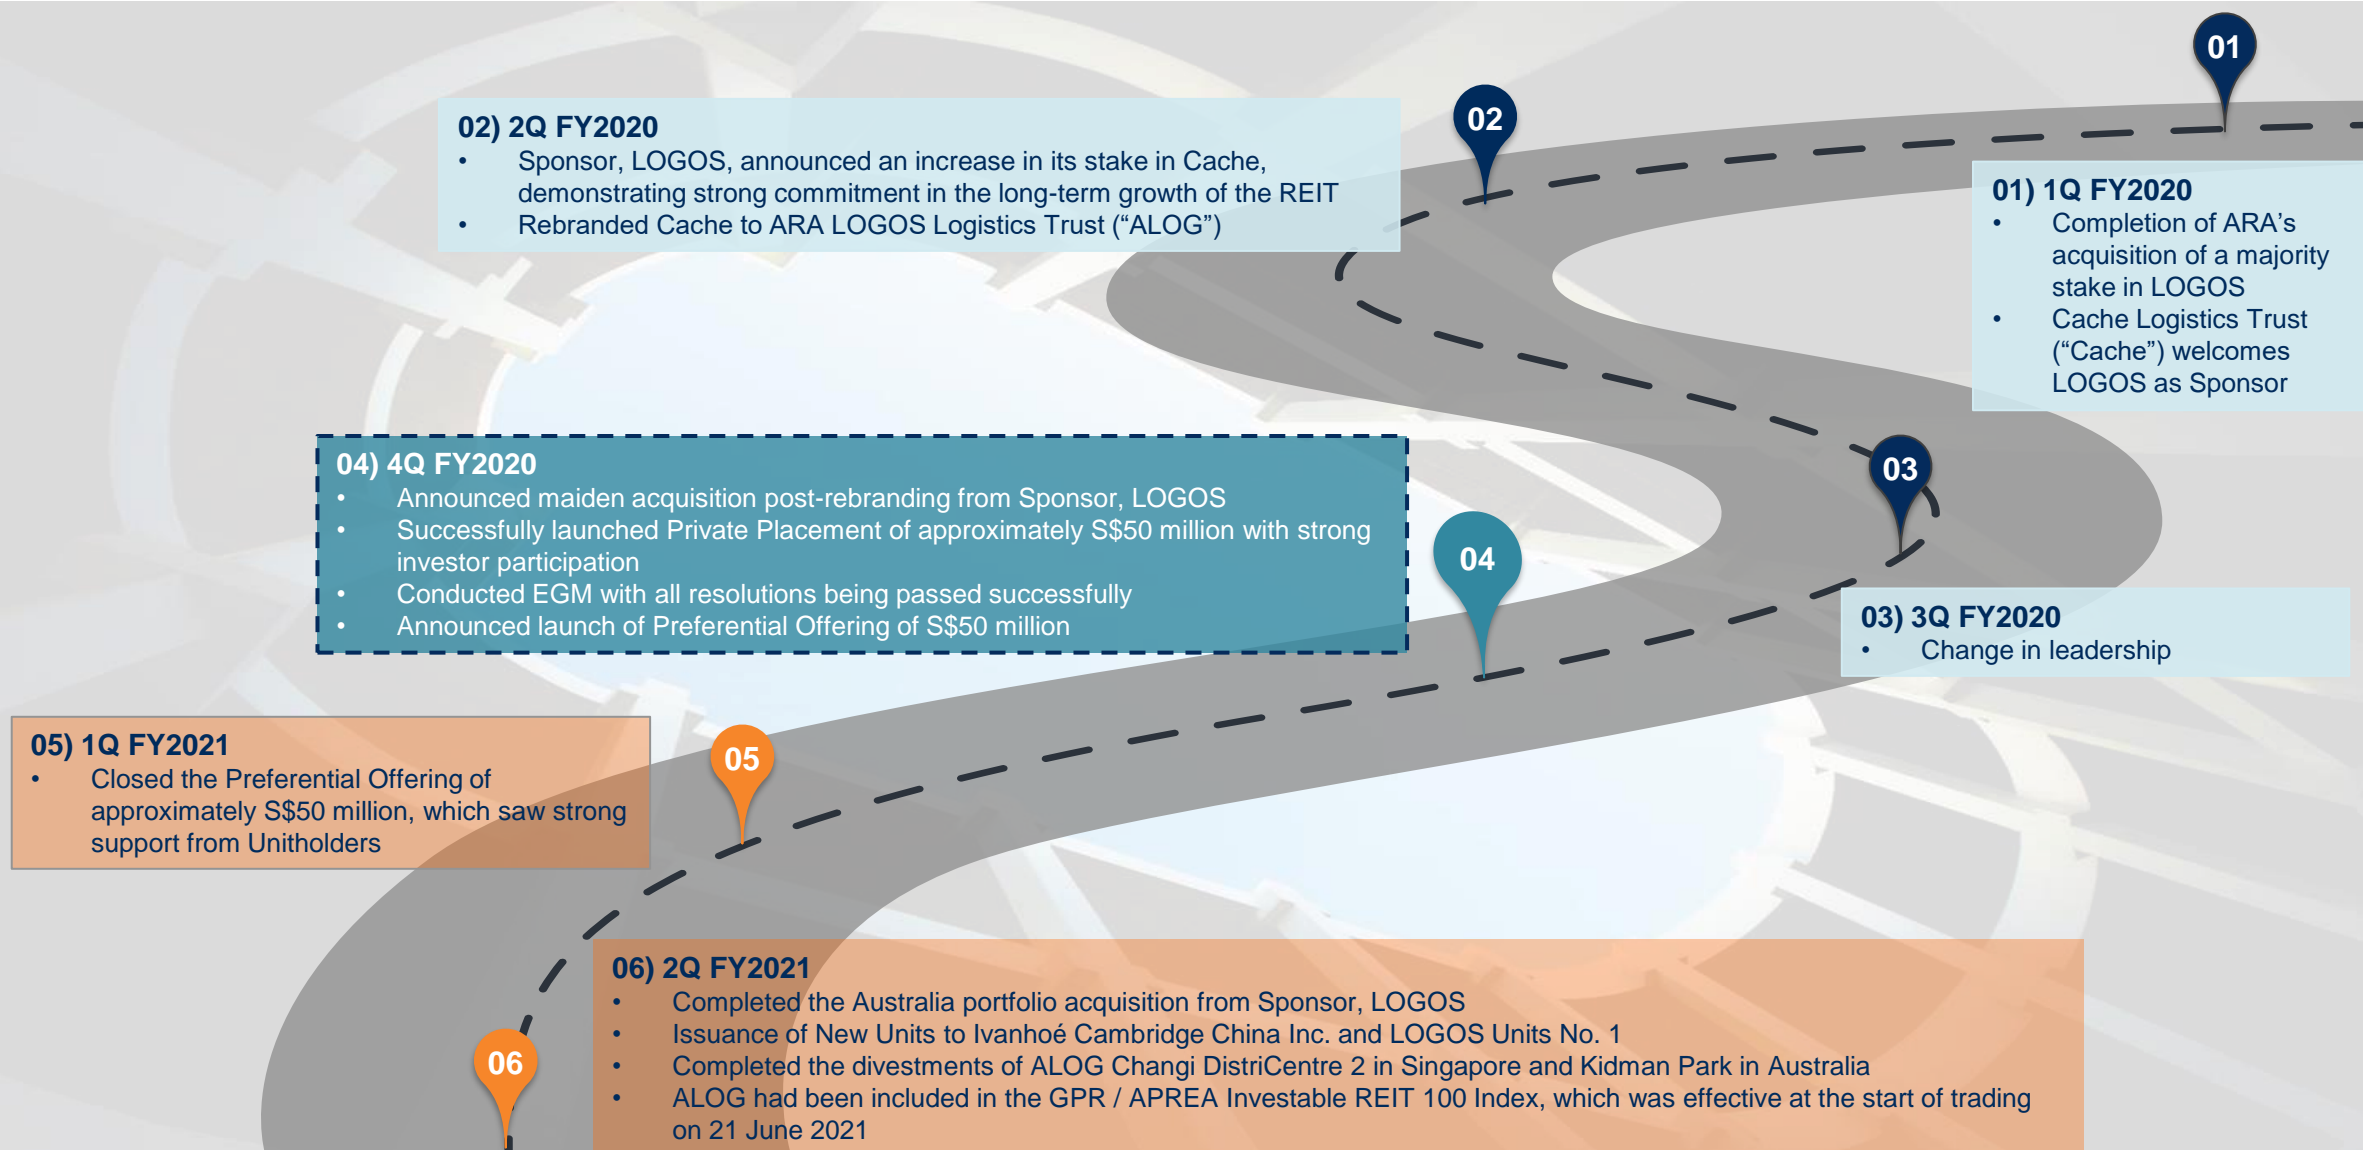 01
02
02) 2Q FY2020
• Sponsor, LOGOS, announced an increase in its stake in Cache,
demonstrating strong commitment in the long-term growth of the REIT
• Rebranded Cache to ARA LOGOS Logistics Trust (“ALOG”)
01) 1Q FY2020
• Completion of ARA’s
acquisition of a majority
stake in LOGOS
• Cache Logistics Trust
(“Cache”) welcomes
LOGOS as Sponsor
03
04) 4Q FY2020
• Announced maiden acquisition post-rebranding from Sponsor, LOGOS
• Successfully launched Private Placement of approximately S$50 million with strong
investor participation
• Conducted EGM with all resolutions being passed successfully
• Announced launch of Preferential Offering of S$50 million
04
03) 3Q FY2020
• Change in leadership
05) 1Q FY2021
• Closed the Preferential Offering of
approximately S$50 million, which saw strong
support from Unitholders
05
06) 2Q FY2021
• Completed the Australia portfolio acquisition from Sponsor, LOGOS
• Issuance of New Units to Ivanhoé Cambridge China Inc. and LOGOS Units No. 1
• Completed the divestments of ALOG Changi DistriCentre 2 in Singapore and Kidman Park in Australia
• ALOG had been included in the GPR / APREA Investable REIT 100 Index, which was effective at the start of trading
on 21 June 2021
06